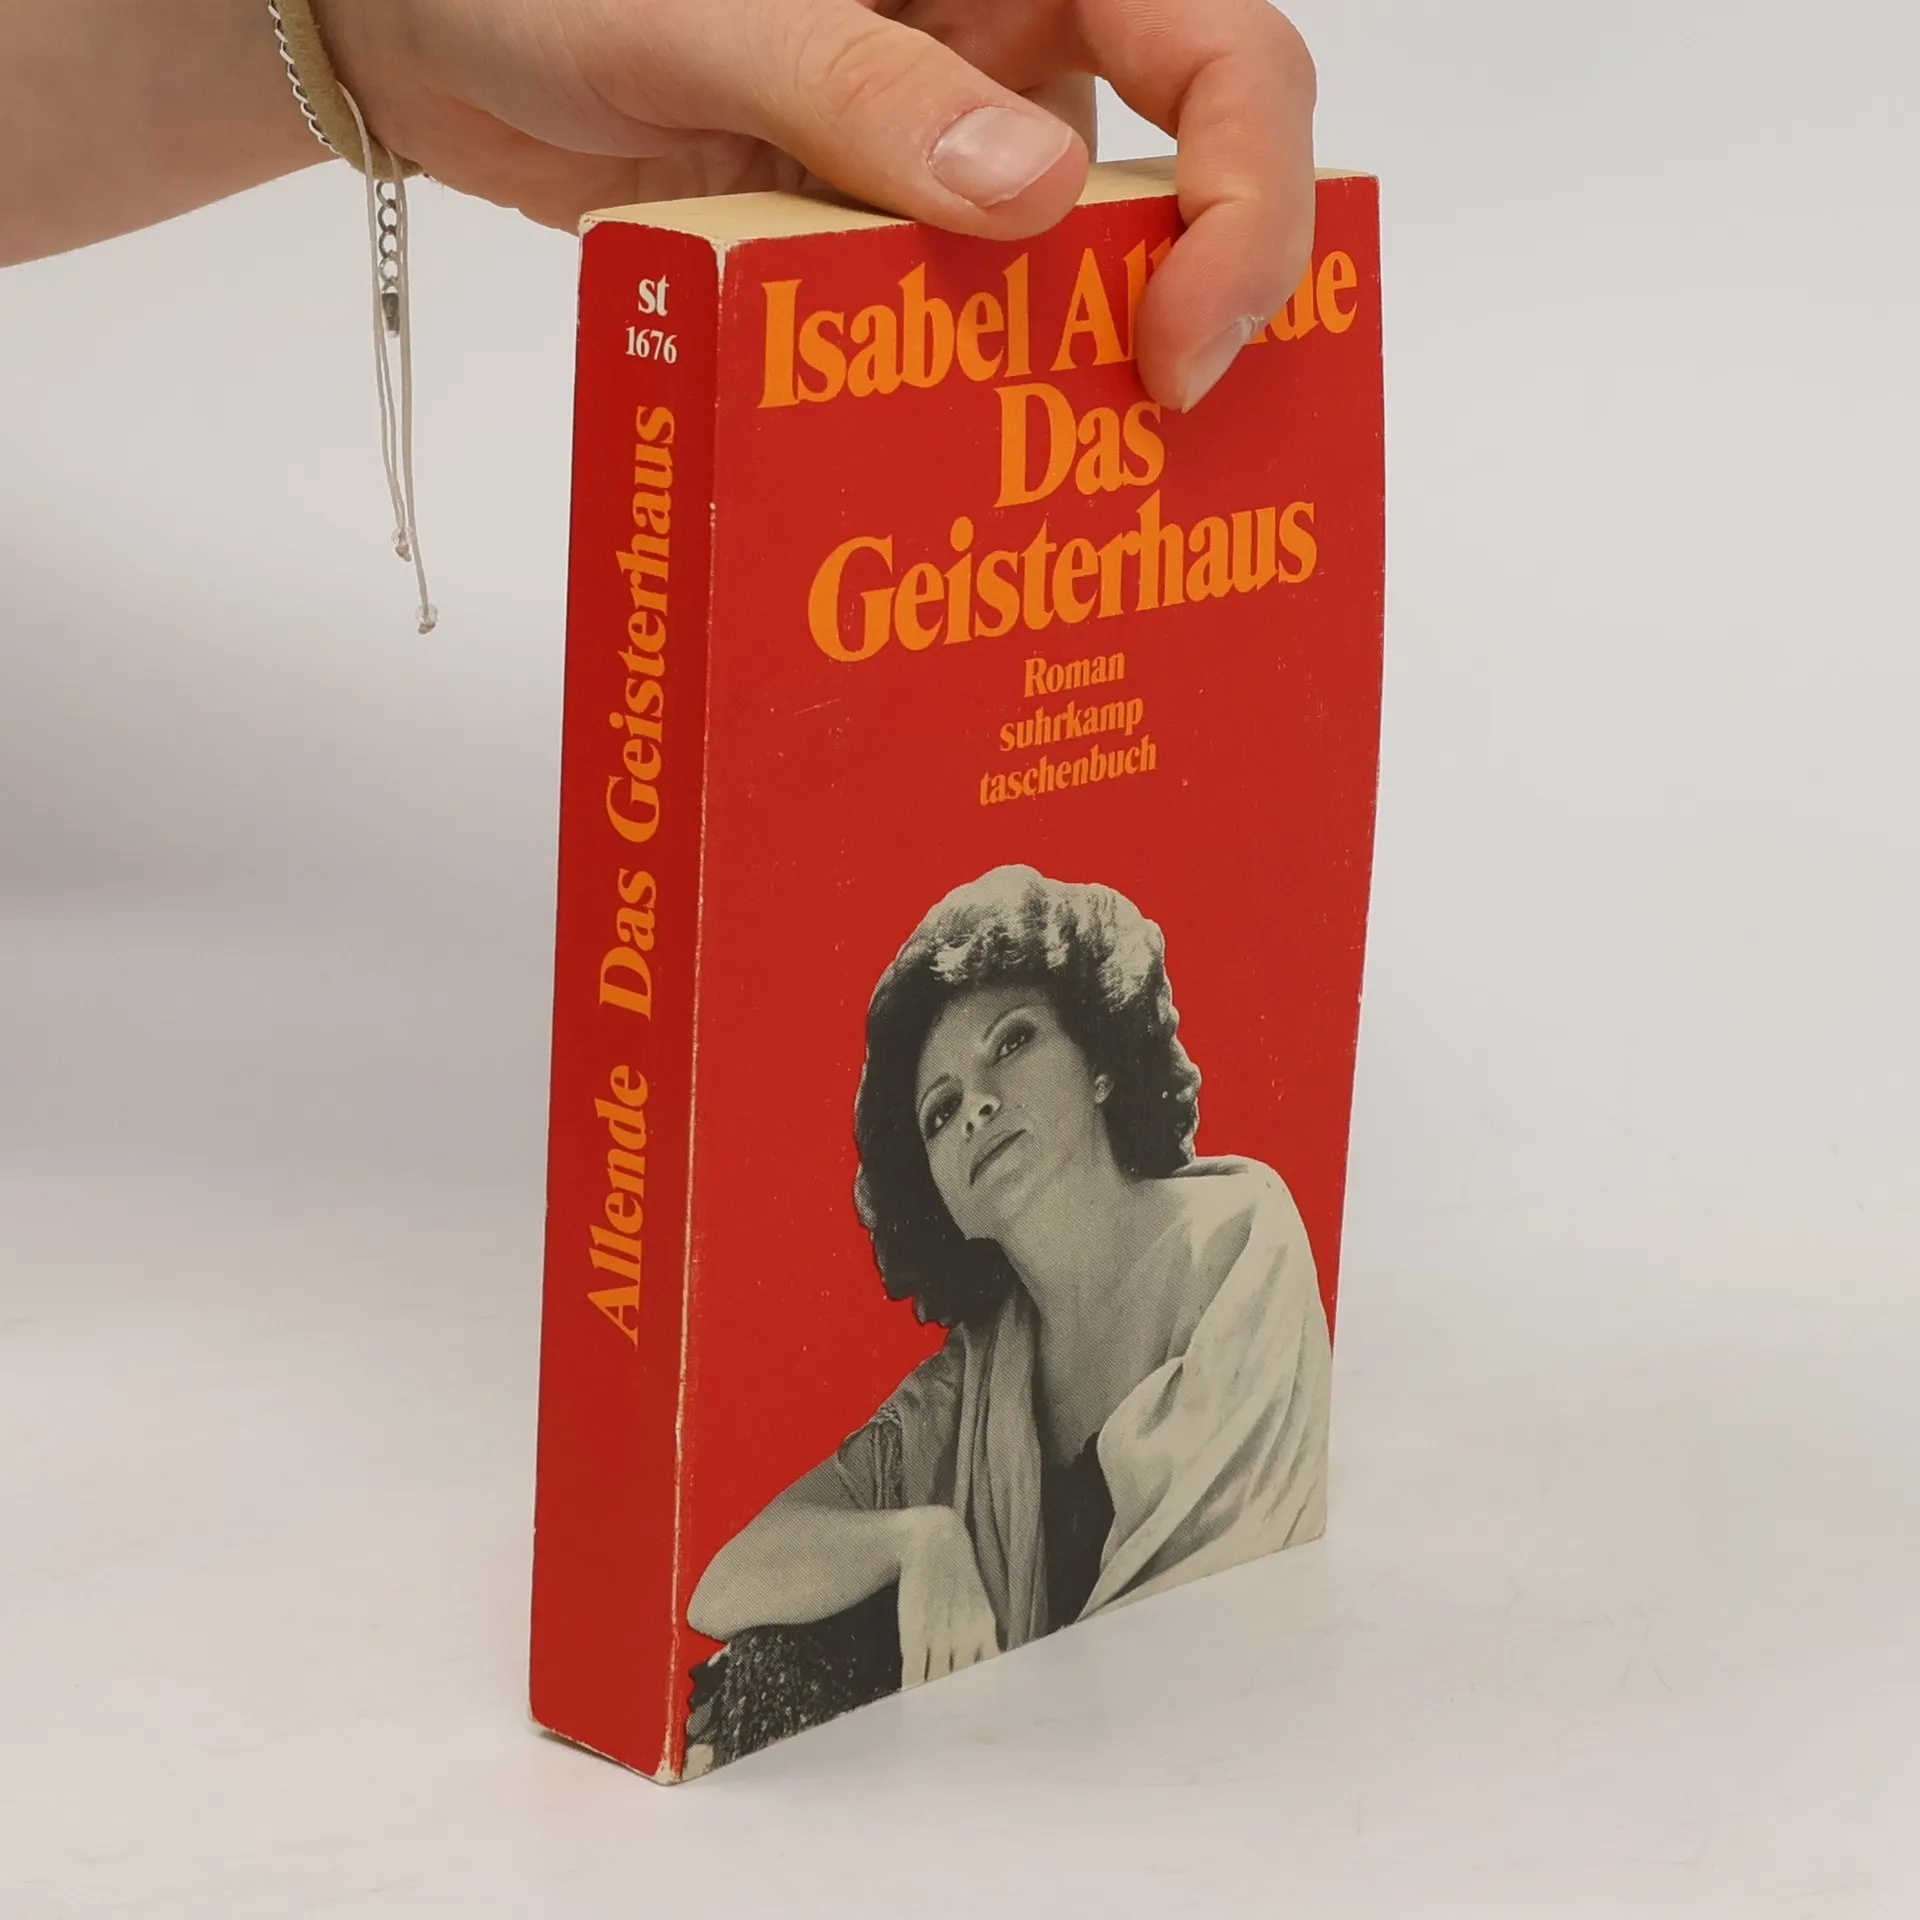 st
1676
Allende Das Geisterhaus
Isabel
Das
Geisterhaus
Roman
suhrkamp
taschenbuch